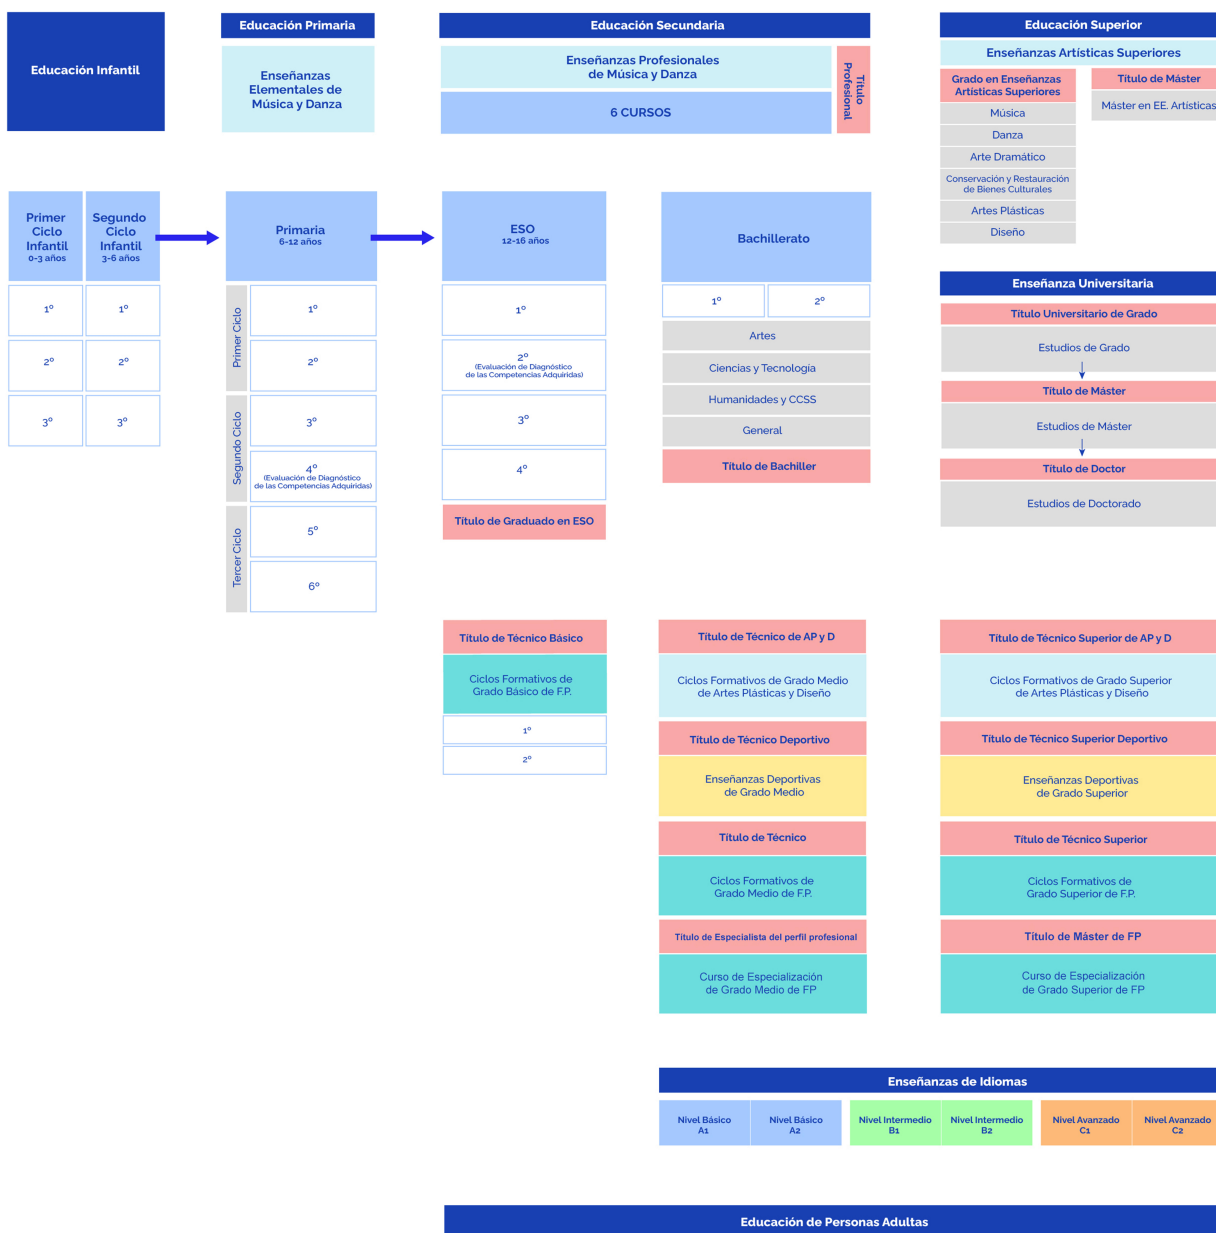 Educación Infantil
Educación Primaria
Enseñanzas
Elementales de
Música y Danza
Educación Secundaria
Enseñanzas Profesionales
de Música y Danza
6 CURSOS
Título
Profesional
Educación Superior
Enseñanzas Artísticas Superiores
Grado en Enseñanzas
Artísticas Superiores
Música
Danza
Arte Dramático
Conservación y Restauración
de Bienes Culturales
Artes Plásticas
Diseño
Título de Máster
Máster en EE. Artísticas
Primer
Ciclo
Infantil
0-3 años
1º
2º
3º
Segundo
Ciclo
Infantil
3-6 años
1º
2º
3º
Primaria
6-12 años
Primer Ciclo
1º
2º
Segundo Ciclo
3º
4º
(Evaluación de Diagnóstico
de las Competencias Adquiridas)
Tercer Ciclo
5º
6º
ESO
12-16 años
1º
2º
(Evaluación de Diagnóstico
de las Competencias Adquiridas)
3º
4º
Título de Graduado en ESO
Bachillerato
1º
2º
Artes
Ciencias y Tecnología
Humanidades y CCSS
General
Título de Bachiller
Enseñanza Universitaria
Título Universitario de Grado
Estudios de Grado
Título de Máster
Estudios de Máster
Título de Doctor
Estudios de Doctorado
Título de Técnico Básico
Ciclos Formativos de
Grado Básico de F.P.
1º
2º
Título de Técnico de AP y D
Ciclos Formativos de Grado Medio
de Artes Plásticas y Diseño
Título de Técnico Deportivo
Enseñanzas Deportivas
de Grado Medio
Título de Técnico
Ciclos Formativos de
Grado Medio de F.P.
Título de Especialista del perfil profesional
Curso de Especialización
de Grado Medio de FP
Título de Técnico Superior de AP y D
Ciclos Formativos de Grado Superior
de Artes Plásticas y Diseño
Título de Técnico Superior Deportivo
Enseñanzas Deportivas
de Grado Superior
Título de Técnico Superior
Ciclos Formativos de
Grado Superior de F.P.
Título de Máster de FP
Curso de Especialización
de Grado Superior de FP
Enseñanzas de Idiomas
Nivel Básico
A1
Nivel Básico
A2
Nivel Intermedio
B1
Nivel Intermedio
B2
Nivel Avanzado
C1
Nivel Avanzado
C2
Educación de Personas Adultas